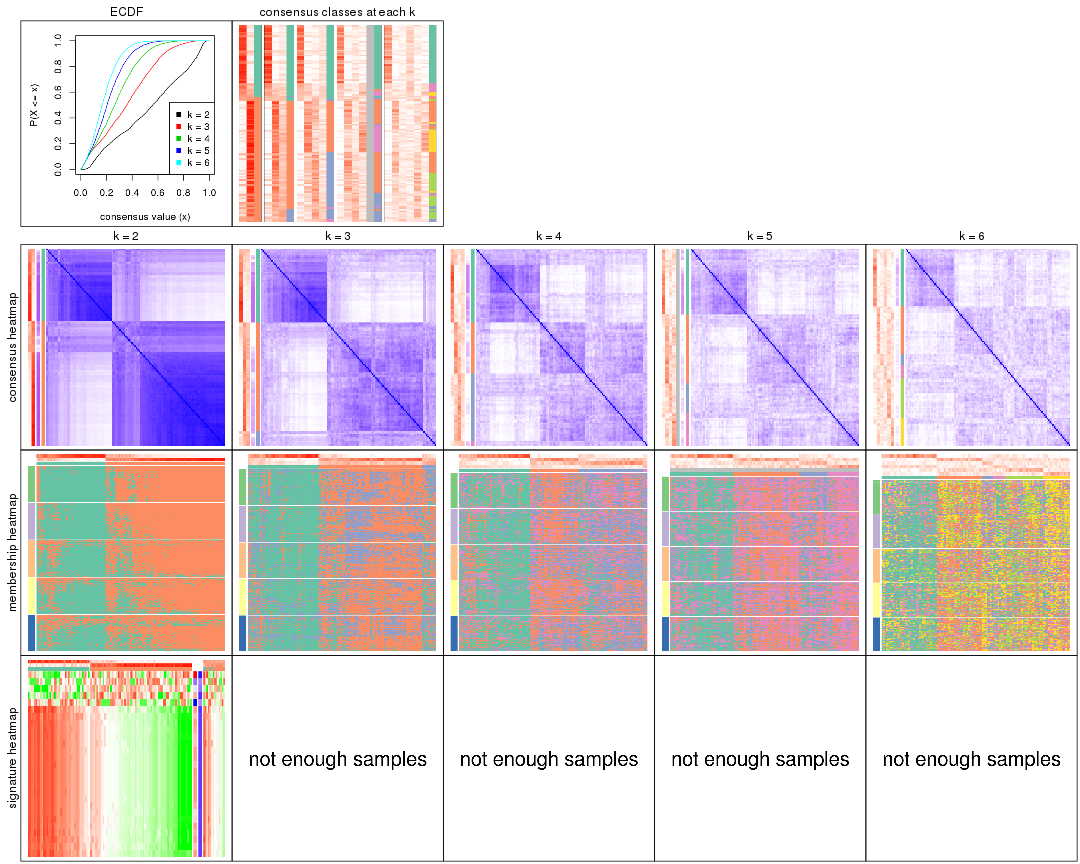 ECDF
consensus classes at each k
P(X <= x)
0.0 0.2 0.4 0.6 0.8 1.0
k = 2
k = 3
k = 4
k = 5
k = 6
0.0 0.2 0.4 0.6 0.8 1.0
consensus value (x)
k = 2
k = 3
k = 4
k = 5
k = 6
consensus heatmap
membership heatmap
signature heatmap
not enough samples
not enough samples
not enough samples
not enough samples